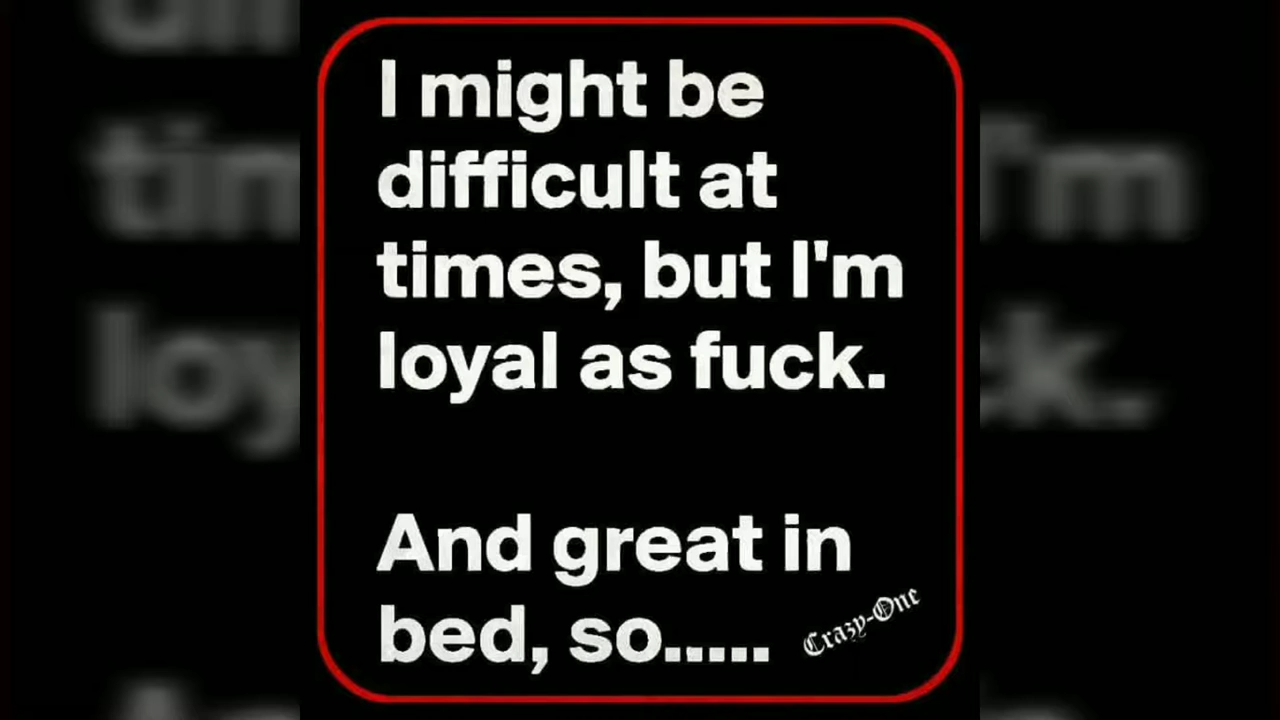 I might be
difficult at
times, but I'm
loyal as fuck.
And great in
bed, so.....
Crazy-One